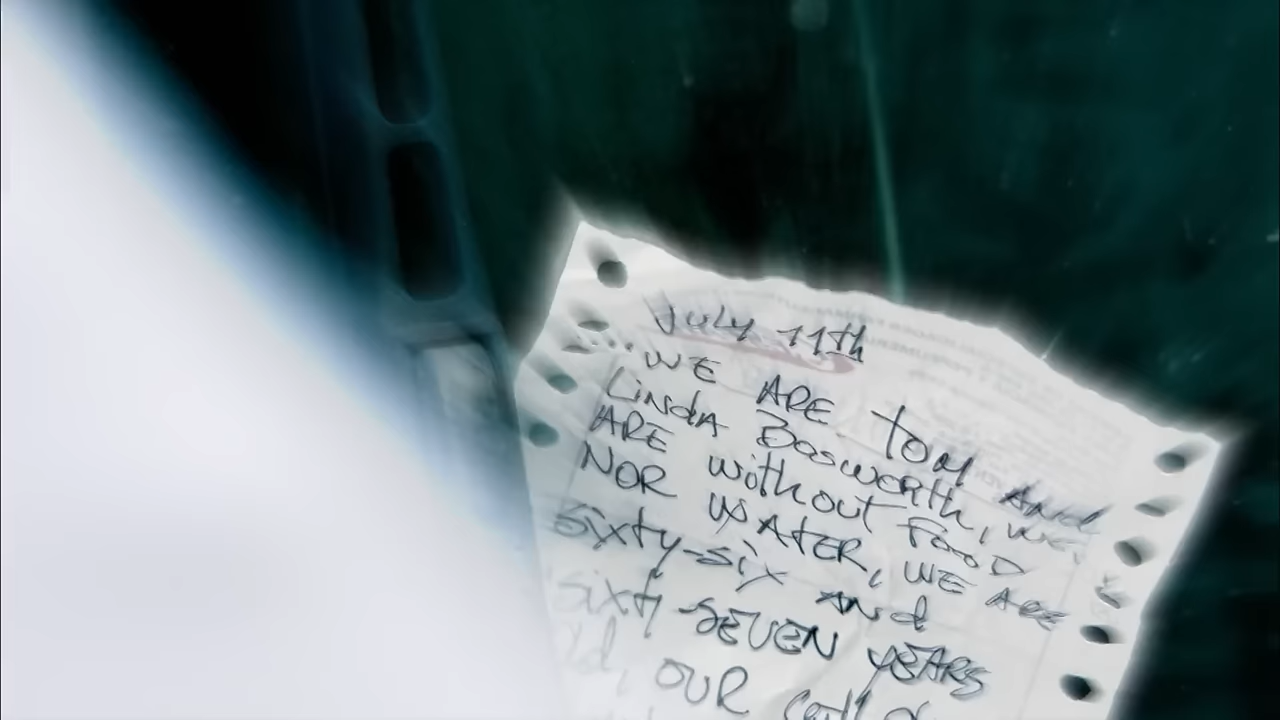 July 11th
WE ARE TOM AND
LINDA BOSWORTH, WE
ARE WITHOUT FOOD
NOR WATER, WE ARE
SIXTY-SIX AND
SIXTY SEVEN YEARS
OUR